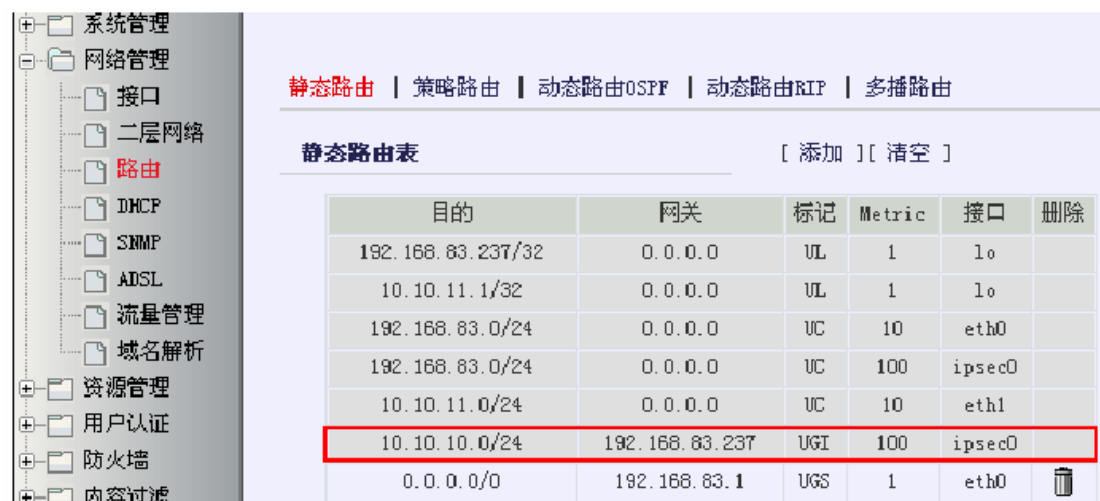 系统管理
网络管理
接口
二层网络
路由
DHCP
SNMP
ADSL
流量管理
域名解析
资源管理
用户认证
防火墙
内容过滤
静态路由 | 策略路由 | 动态路由OSPF | 动态路由RIP | 多播路由
静态路由表 [ 添加 ][ 清空 ]
目的 网关 标记 Metric 接口 删除
192.168.83.237/32 0.0.0.0 UL 1 lo
10.10.11.1/32 0.0.0.0 UL 1 lo
192.168.83.0/24 0.0.0.0 UC 10 eth0
192.168.83.0/24 0.0.0.0 UC 100 ipsec0
10.10.11.0/24 0.0.0.0 UC 10 eth1
10.10.10.0/24 192.168.83.237 UGI 100 ipsec0
0.0.0.0/0 192.168.83.1 UGS 1 eth0